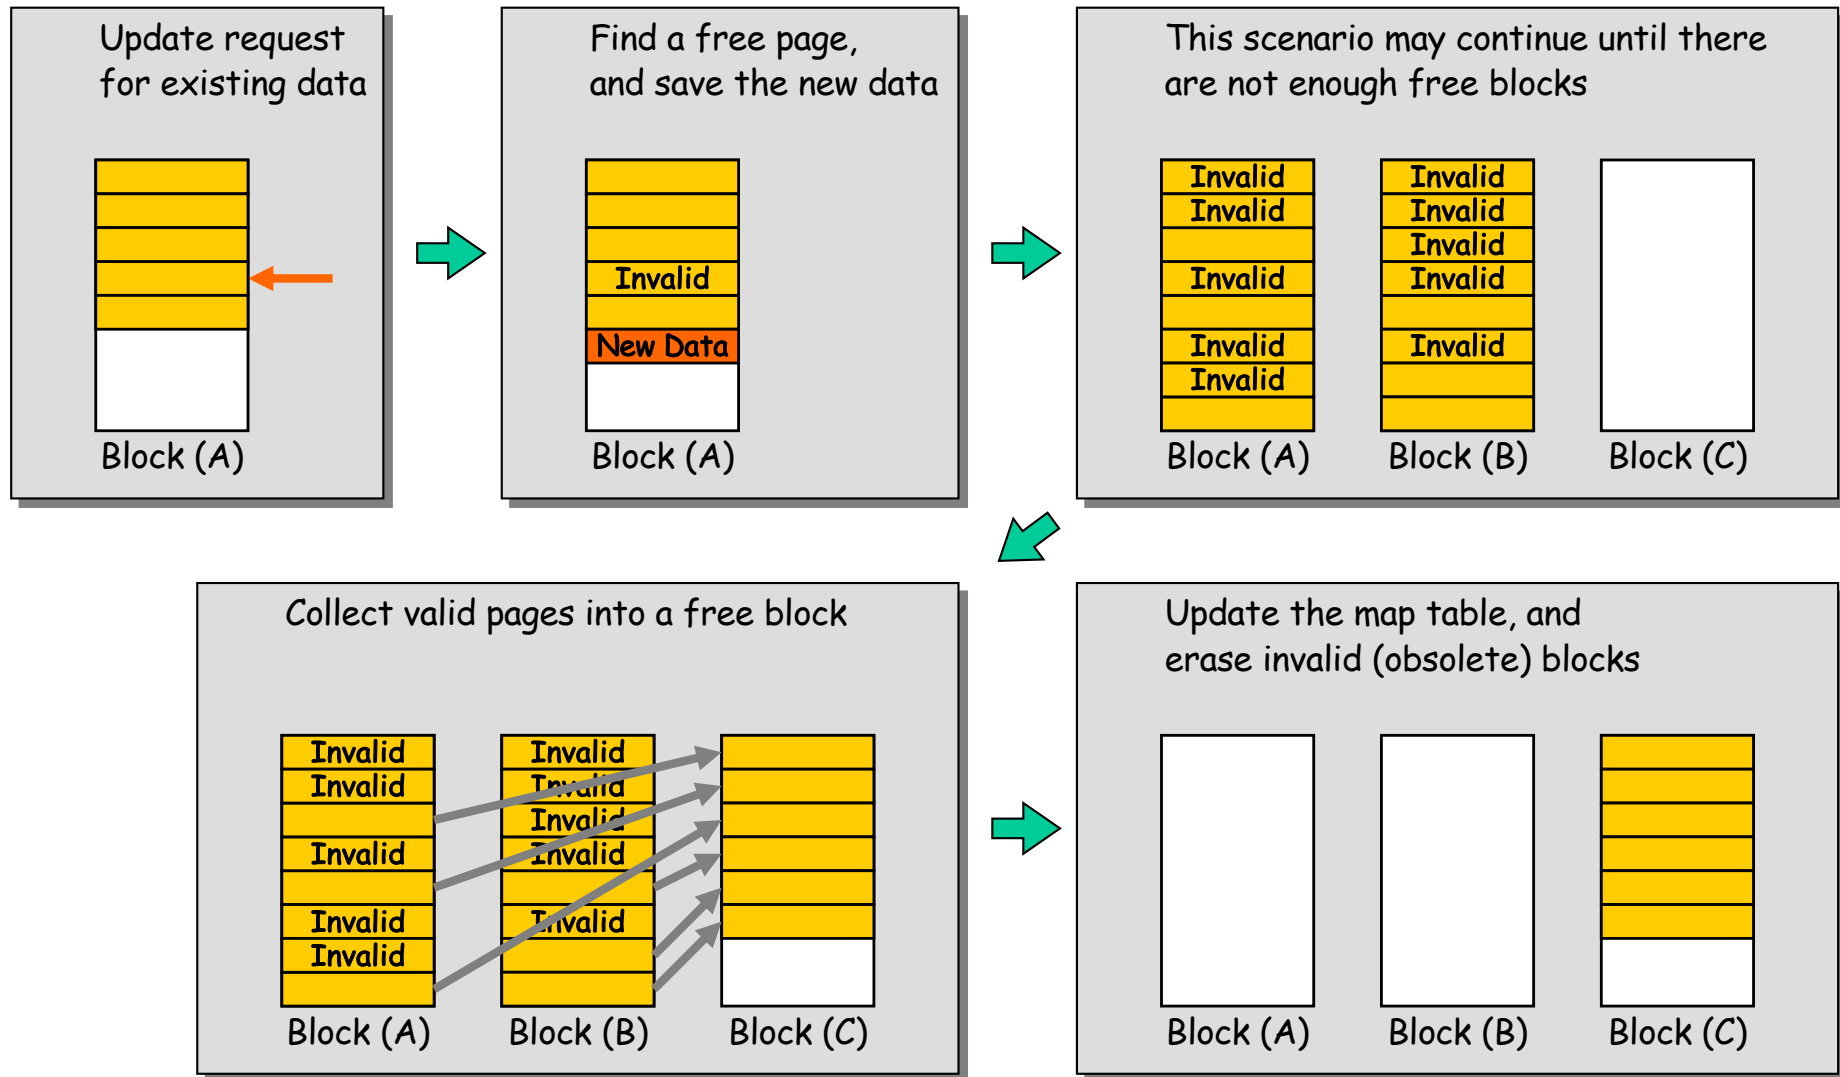 Update request
for existing data
Block (A)
Find a free page,
and save the new data
Invalid
New Data
Block (A)
This scenario may continue until there
are not enough free blocks
Invalid
Invalid
Invalid
Invalid
Invalid
Block (A)
Invalid
Invalid
Invalid
Invalid
Invalid
Block (B)
Block (C)
Collect valid pages into a free block
Invalid
Invalid
Invalid
Invalid
Invalid
Block (A)
Invalid
Invalid
Invalid
Invalid
Invalid
Block (B)
Block (C)
Update the map table, and
erase invalid (obsolete) blocks
Block (A)
Block (B)
Block (C)